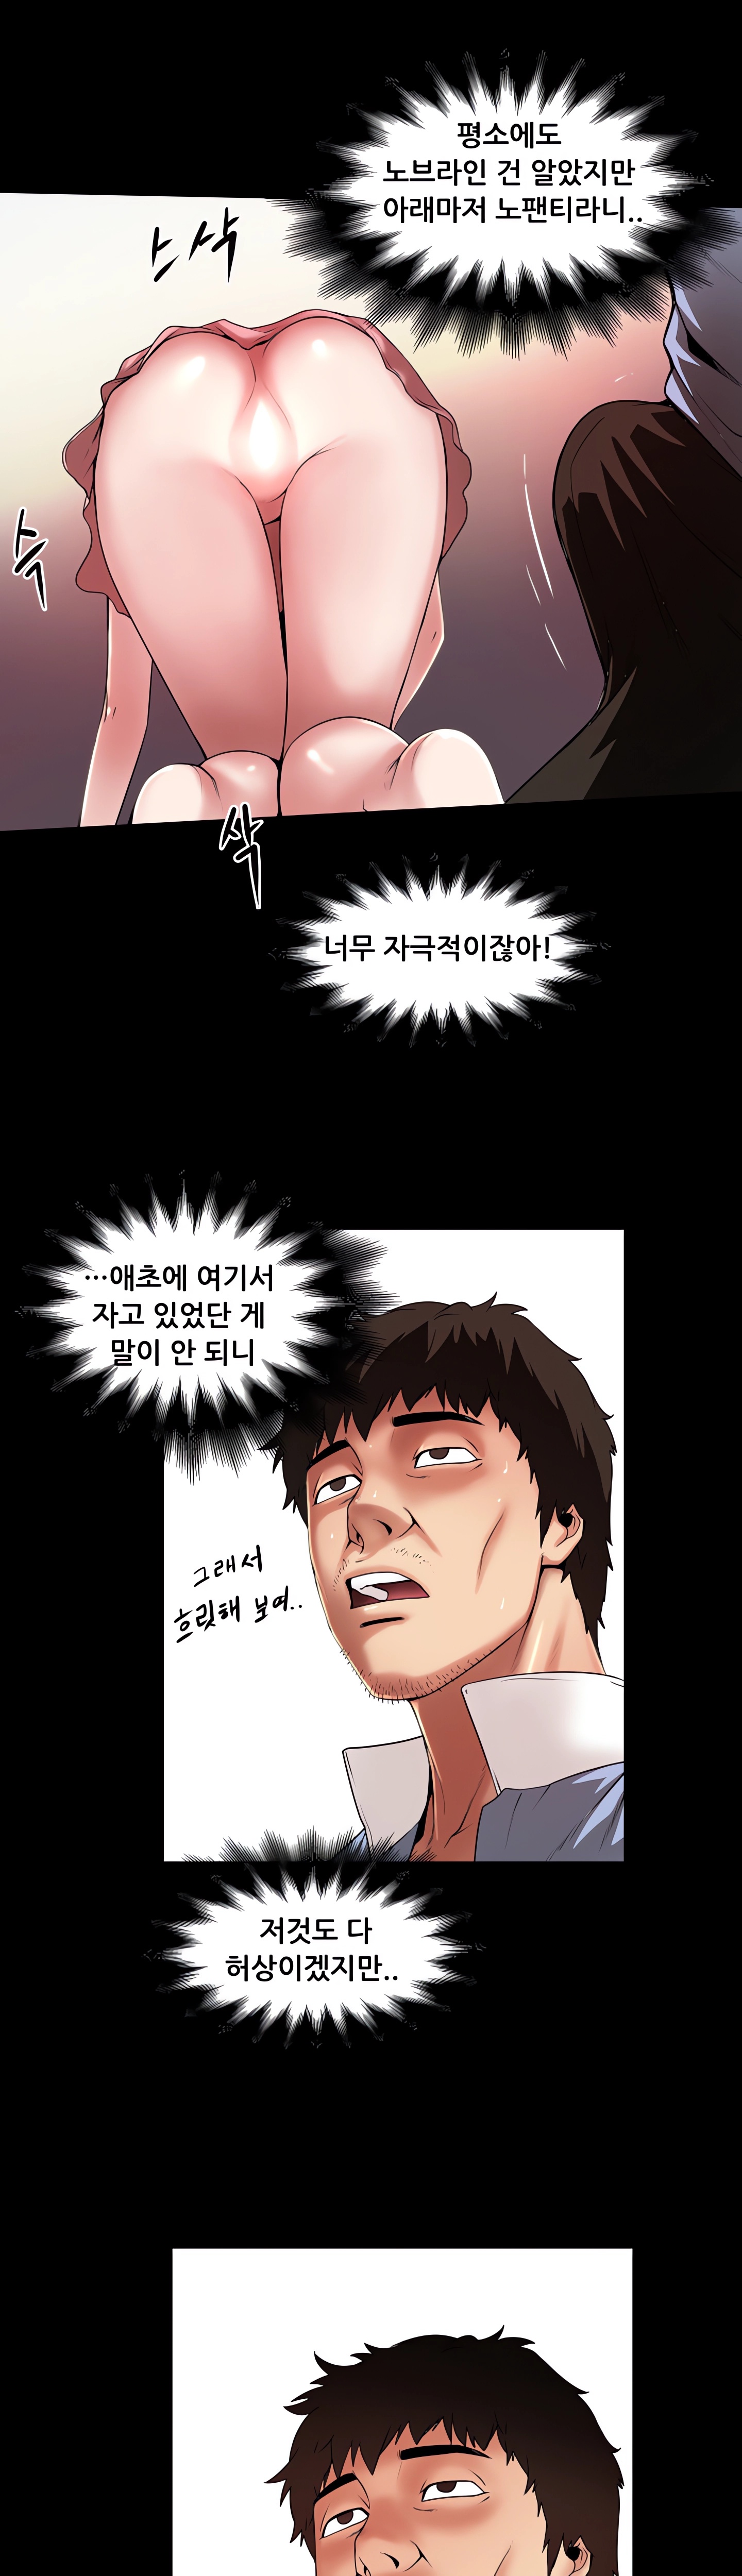 평소에도
노브라인 건 알았지만
아래마저 노팬티라니..
스삭
슥
삭
너무 자극적이잖아!
…애초에 여기서
자고 있었단 게
말이 안 되니
그래서
흐릿해 보여..
저것도 다
허상이겠지만..